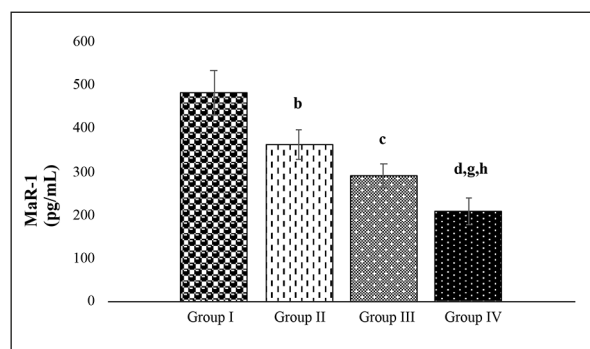 600
500
400
300
200
100
0
MaR-1
(pg/mL)
b
c
d,g,h
Group I
Group II
Group III
Group IV